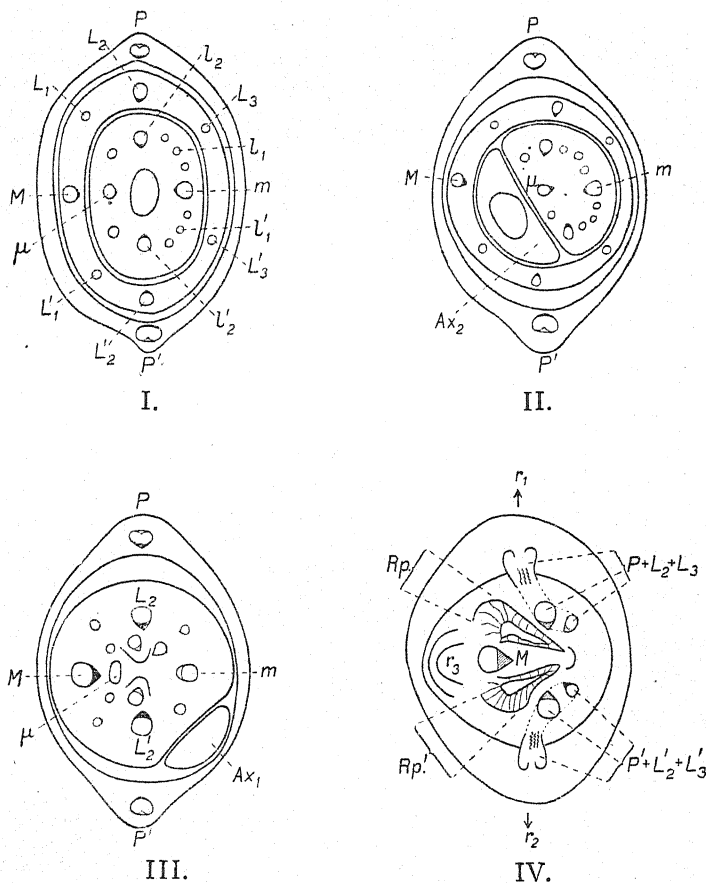 P
L₂
l₂
L₁
L₃
l₁
M
m
μ
l′₁
L′₃
L′₁
L′₂
l′₂
P′
I.
P
M
μ
m
Ax₂
P′
II.
P
L₂
M
m
μ
L′₂
Ax₁
P′
III.
r₁
Rp.
P+L₂+L₃
r₃
M
Rp.′
P′+L′₂+L′₃
r₂
IV.